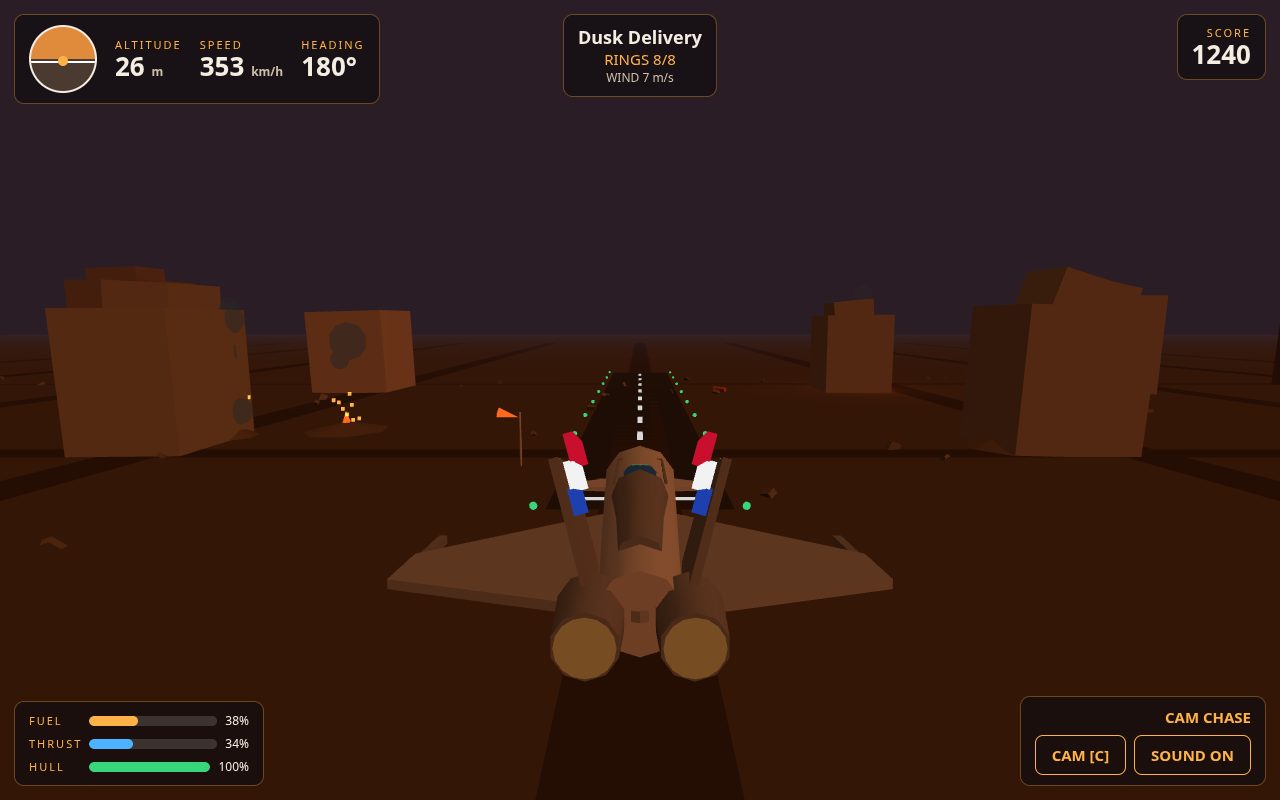 ALTITUDE SPEED HEADING
26 m 353 km/h 180°
Dusk Delivery
RINGS 8/8
WIND 7 m/s
SCORE
1240
FUEL 38%
THRUST 34%
HULL 100%
CAM CHASE
CAM [C] SOUND ON